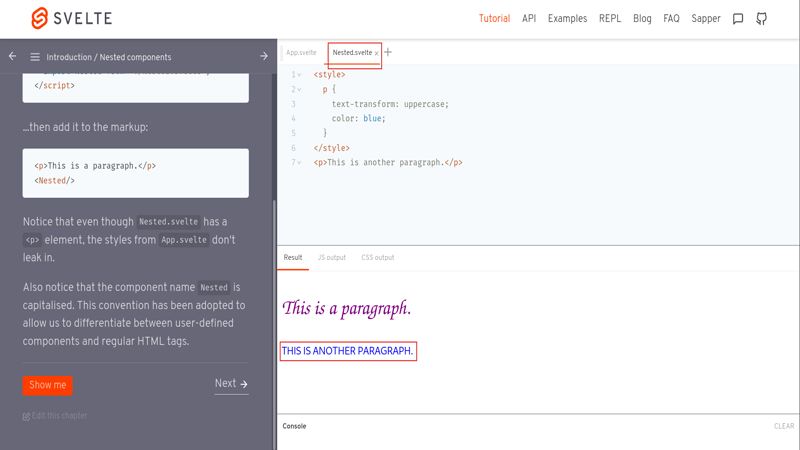 SVELTE
Tutorial API Examples REPL Blog FAQ Sapper
Introduction / Nested components
</script>
...then add it to the markup:
<p>This is a paragraph.</p>
<Nested/>
Notice that even though Nested.svelte has a
<p> element, the styles from App.svelte don't
leak in.
Also notice that the component name Nested is
capitalised. This convention has been adopted to
allow us to differentiate between user-defined
components and regular HTML tags.
Show me
Next
Edit this chapter
App.svelte Nested.svelte × +
1 <style>
2 p {
3 text-transform: uppercase;
4 color: blue;
5 }
6 </style>
7 <p>This is another paragraph.</p>
Result JS output CSS output
This is a paragraph.
THIS IS ANOTHER PARAGRAPH.
Console CLEAR